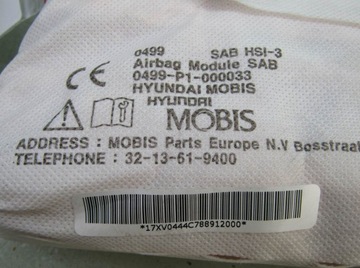 0499 SAB HSI-3
Airbag Module SAB
0499-P1-000033
HYUNDAI MOBIS
HYUNDAI
MOBIS
ADDRESS : MOBIS Parts Europe N.V Bosstraat
TELEPHONE : 32-13-61-9400
*17XV0444C788912000*